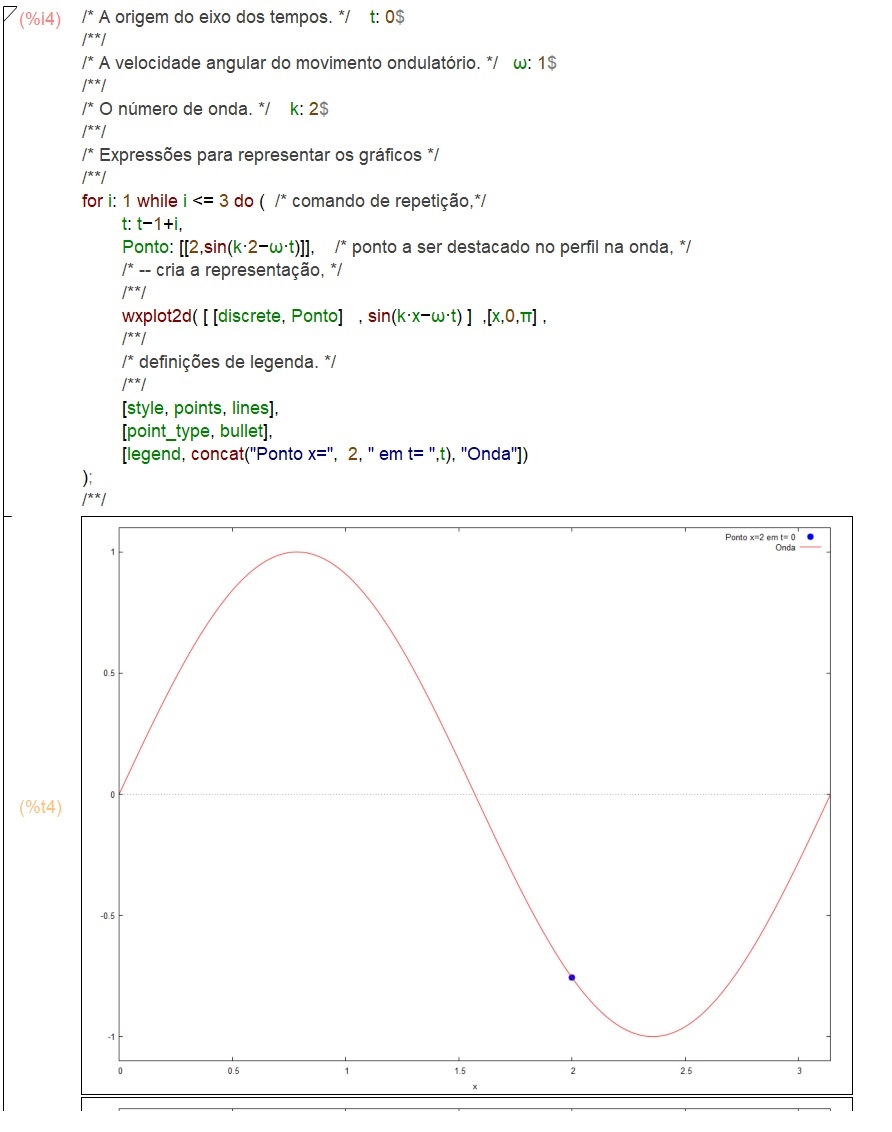 (%i4) /* A origem do eixo dos tempos. */ t: 0$
/**/
/* A velocidade angular do movimento ondulatório. */ ω: 1$
/**/
/* O número de onda. */ k: 2$
/**/
/* Expressões para representar os gráficos */
/**/
for i: 1 while i <= 3 do ( /* comando de repetição,*/
t: t−1+i,
Ponto: [[2,sin(k·2−ω·t)]], /* ponto a ser destacado no perfil na onda, */
/* -- cria a representação, */
/**/
wxplot2d( [ [discrete, Ponto] , sin(k·x−ω·t) ] ,[x,0,π] ,
/**/
/* definições de legenda. */
/**/
[style, points, lines],
[point_type, bullet],
[legend, concat("Ponto x=", 2, " em t= ",t), "Onda"])
);
/**/
Ponto x=2 em t= 0
Onda
1
0.5
0
-0.5
-1
(%t4)
0 0.5 1 1.5 2 2.5 3
x